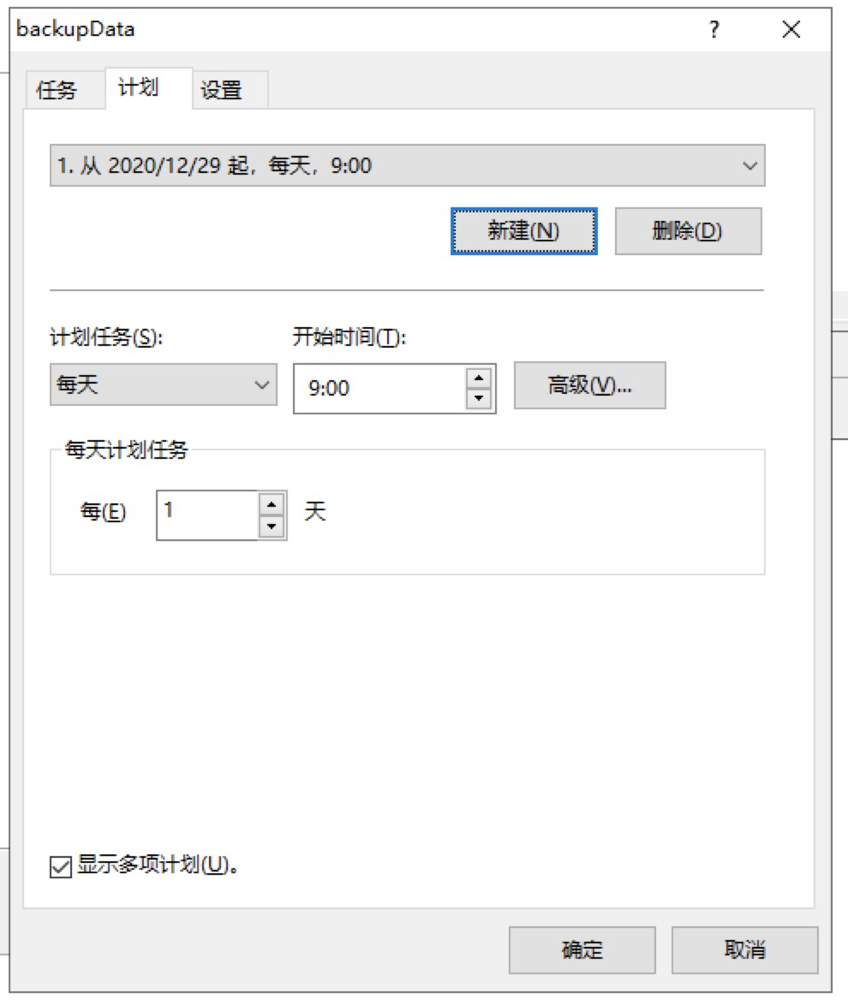 backupData
?
任务 计划 设置
1. 从 2020/12/29 起，每天，9:00
新建(N) 删除(D)
计划任务(S): 开始时间(T):
每天 9:00 高级(V)...
每天计划任务
每(E) 1 天
显示多项计划(U)。
确定 取消